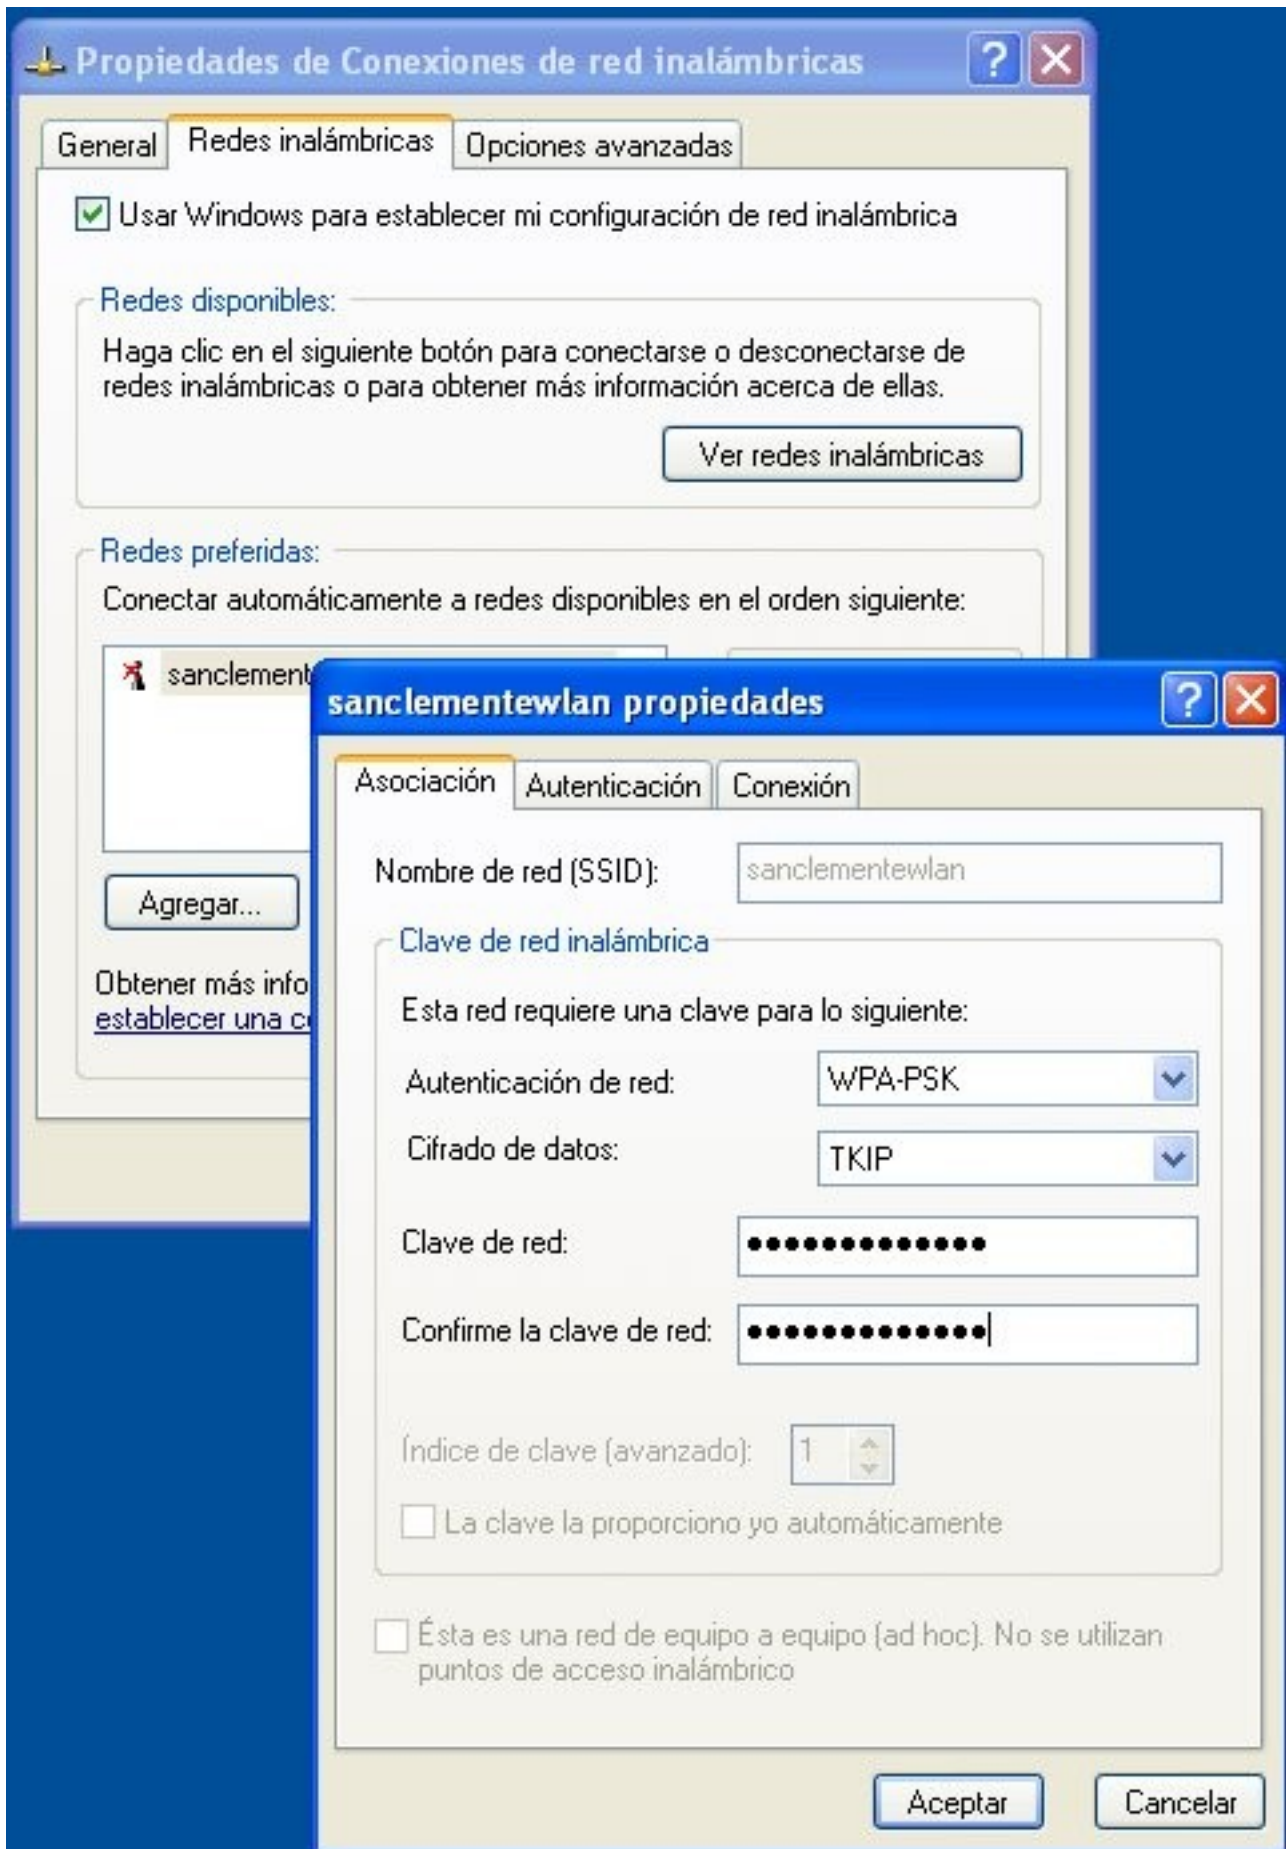 Propiedades de Conexiones de red inalámbricas
General
Redes inalámbricas
Opciones avanzadas
Usar Windows para establecer mi configuración de red inalámbrica
Redes disponibles:
Haga clic en el siguiente botón para conectarse o desconectarse de
redes inalámbricas o para obtener más información acerca de ellas.
Ver redes inalámbricas
Redes preferidas:
Conectar automáticamente a redes disponibles en el orden siguiente:
sanclement
Agregar...
Obtener más info
establecer una c
sanclementewlan propiedades
Asociación
Autenticación
Conexión
Nombre de red (SSID):
sanclementewlan
Clave de red inalámbrica
Esta red requiere una clave para lo siguiente:
Autenticación de red:
WPA-PSK
Cifrado de datos:
TKIP
Clave de red:
•••••••••••••
Confirme la clave de red:
•••••••••••••
Índice de clave (avanzado):
1
La clave la proporciono yo automáticamente
Ésta es una red de equipo a equipo (ad hoc). No se utilizan
puntos de acceso inalámbrico
Aceptar
Cancelar